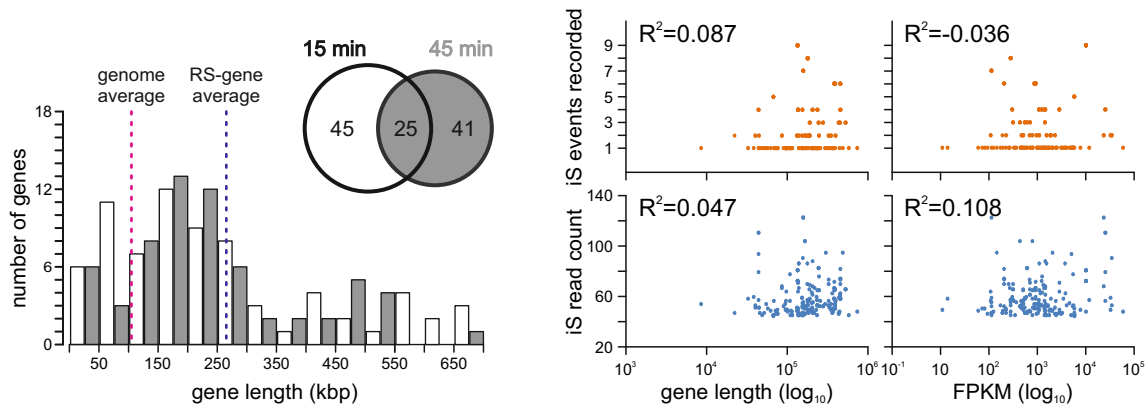 15 min
45 min
45
25
41
genome
average
RS-gene
average
number of genes
18
12
6
0
50
150
250
350
450
550
650
gene length (kbp)
iS events recorded
9
7
5
3
2
1
R²=0.087
R²=-0.036
iS read count
140
100
60
20
R²=0.047
R²=0.108
10³
10⁴
10⁵
10⁶
gene length (log₁₀)
10⁻¹
10¹
10²
10³
10⁴
10⁵
FPKM (log₁₀)